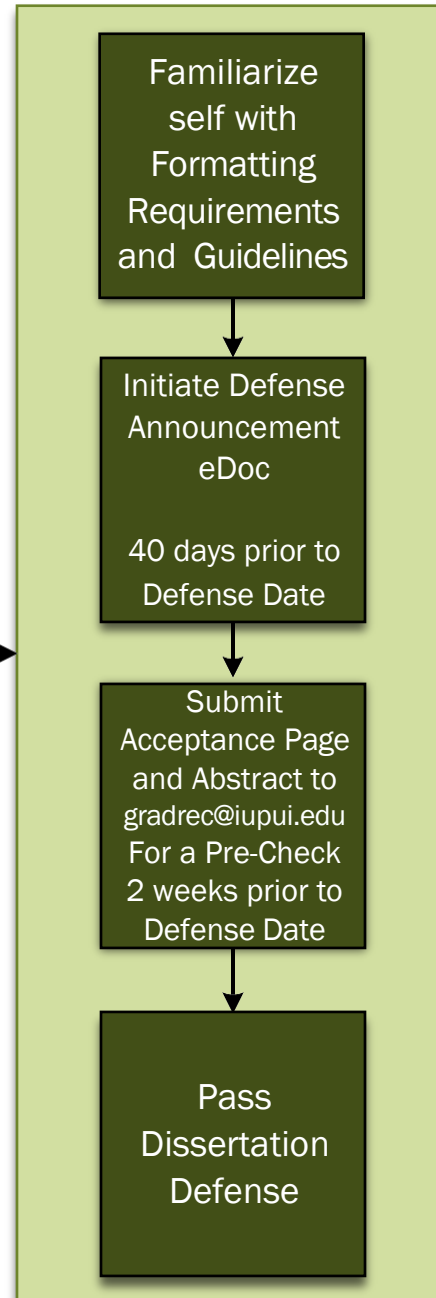 Familiarize
self with
Formatting
Requirements
and Guidelines
Initiate Defense
Announcement
eDoc
40 days prior to
Defense Date
Submit
Acceptance Page
and Abstract to
gradrec@iupui.edu
For a Pre-Check
2 weeks prior to
Defense Date
Pass
Dissertation
Defense